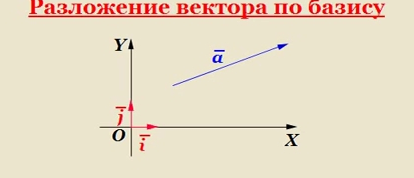 Разложение вектора по базису
Y
a̅
j̅
O
i̅
X